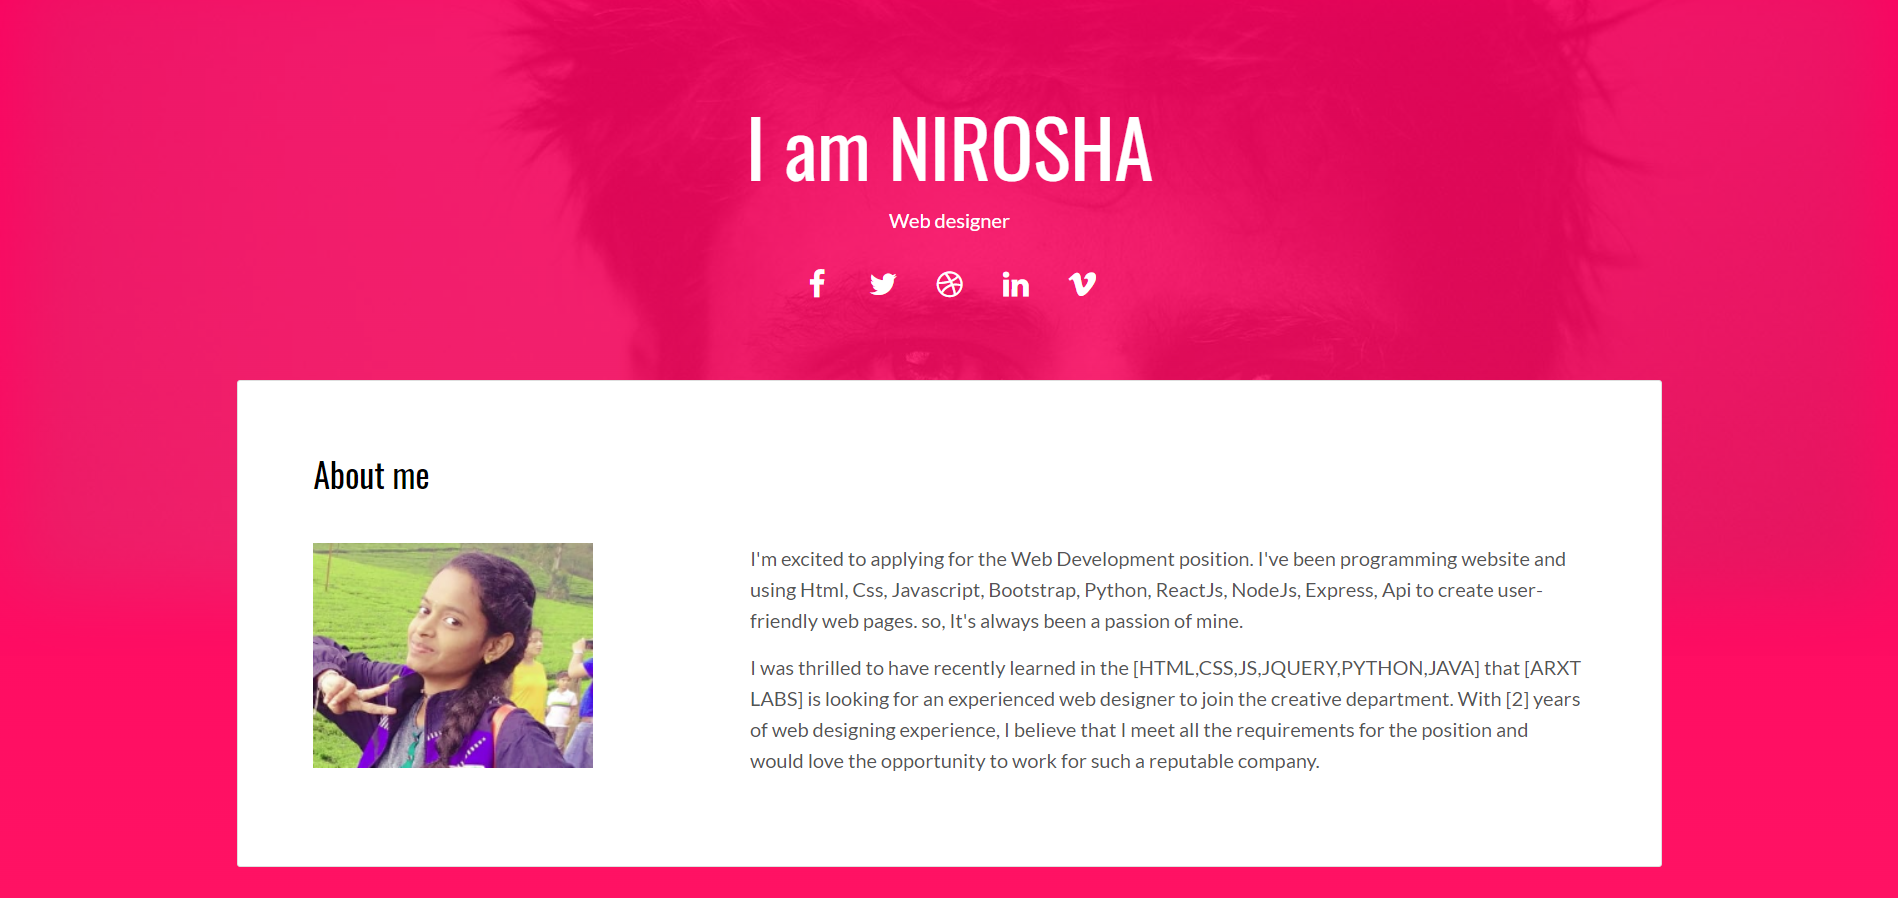 I am NIROSHA
Web designer
About me
I'm excited to applying for the Web Development position. I've been programming website and
using Html, Css, Javascript, Bootstrap, Python, ReactJs, NodeJs, Express, Api to create user-
friendly web pages. so, It's always been a passion of mine.
I was thrilled to have recently learned in the [HTML,CSS,JS,JQUERY,PYTHON,JAVA] that [ARXT
LABS] is looking for an experienced web designer to join the creative department. With [2] years
of web designing experience, I believe that I meet all the requirements for the position and
would love the opportunity to work for such a reputable company.